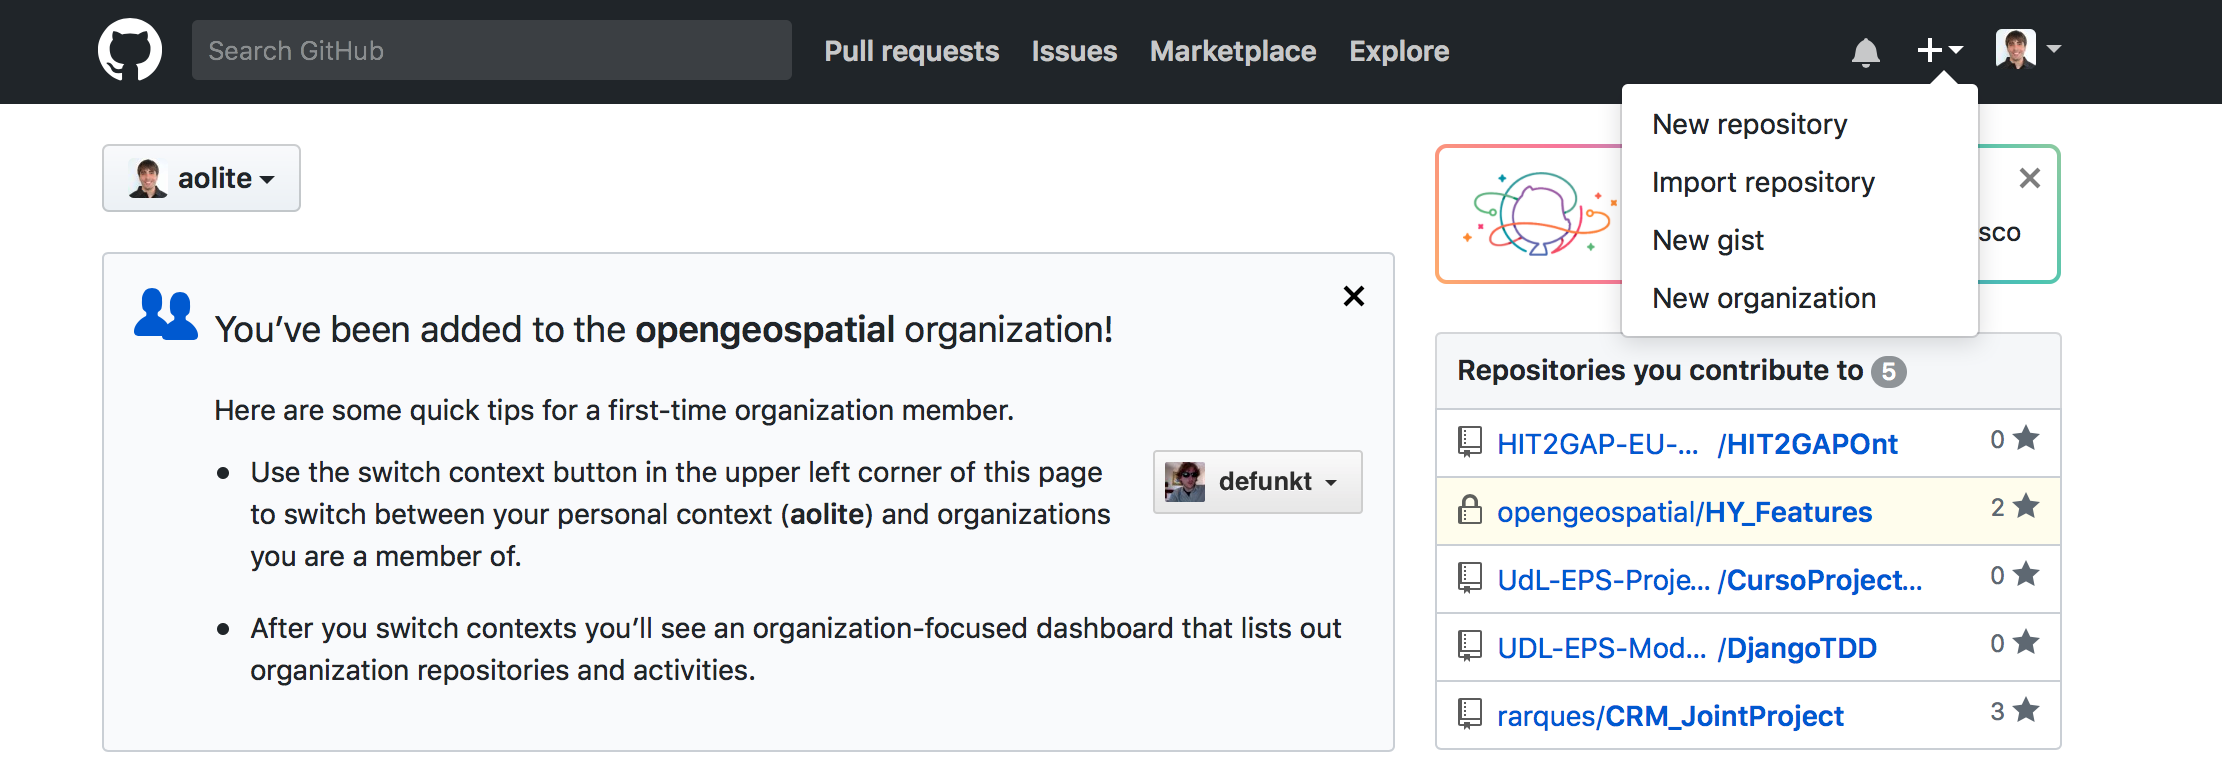 Search GitHub
Pull requests
Issues
Marketplace
Explore
New repository
Import repository
New gist
New organization
aolite
sco
You’ve been added to the opengeospatial organization!
Here are some quick tips for a first-time organization member.
Use the switch context button in the upper left corner of this page
to switch between your personal context (aolite) and organizations
you are a member of.
defunkt
After you switch contexts you’ll see an organization-focused dashboard that lists out
organization repositories and activities.
Repositories you contribute to 5
HIT2GAP-EU-... /HIT2GAPOnt 0
opengeospatial/HY_Features 2
UdL-EPS-Proje... /CursoProject... 0
UDL-EPS-Mod... /DjangoTDD 0
rarques/CRM_JointProject 3